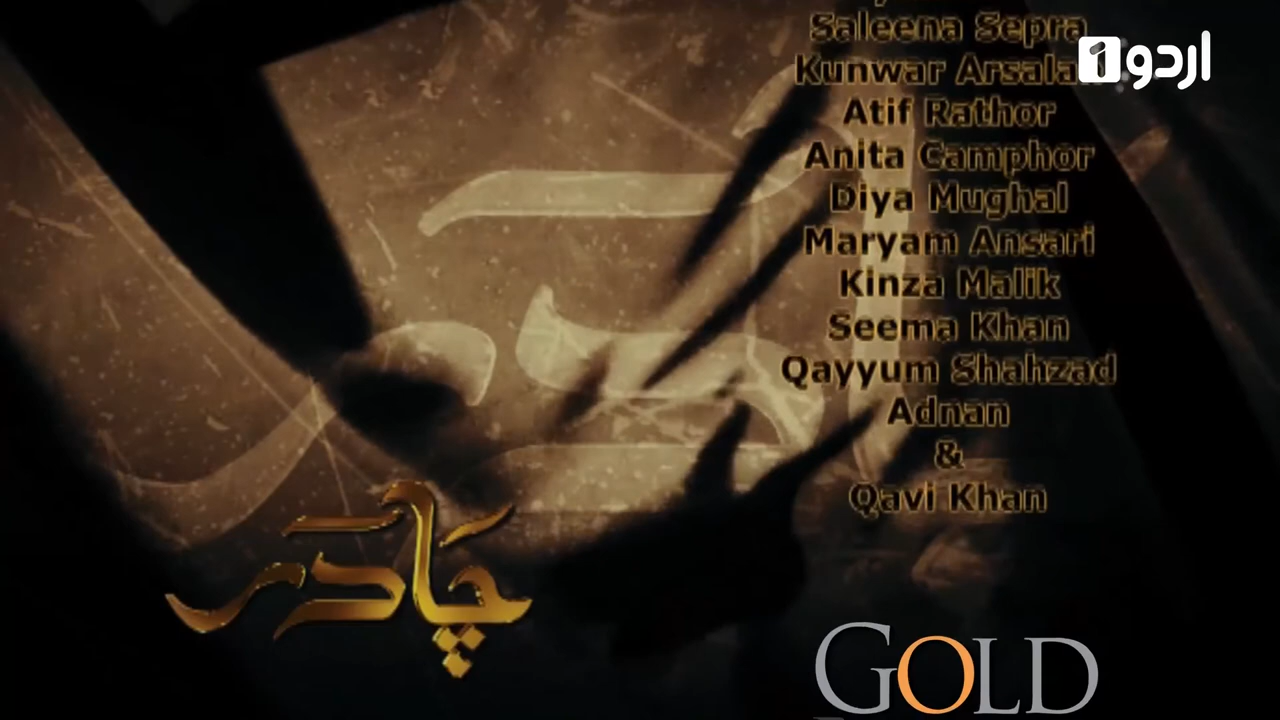 Saleena Sepra
Kunwar Arsalan
Atif Rathor
Anita Camphor
Diya Mughal
Maryam Ansari
Kinza Malik
Seema Khan
Qayyum Shahzad
Adnan
&
Qavi Khan
اردو1
چَادَر
GOLD